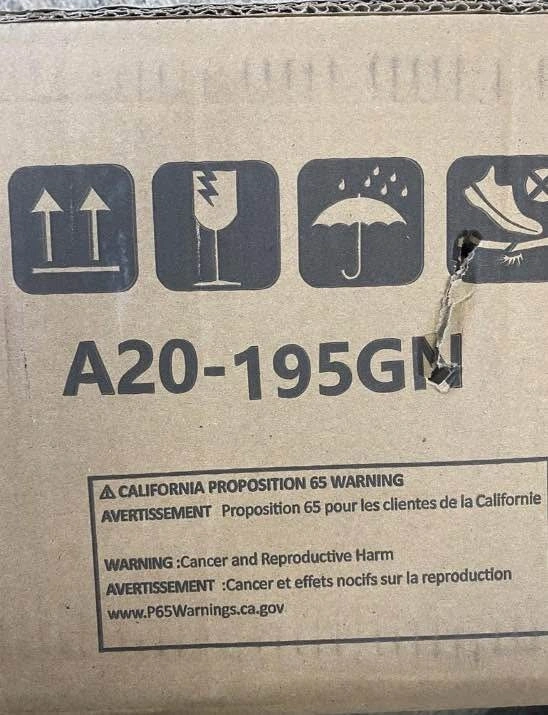 A20-195GN
⚠ CALIFORNIA PROPOSITION 65 WARNING
AVERTISSEMENT Proposition 65 pour les clientes de la Californie
WARNING :Cancer and Reproductive Harm
AVERTISSEMENT :Cancer et effets nocifs sur la reproduction
www.P65Warnings.ca.gov